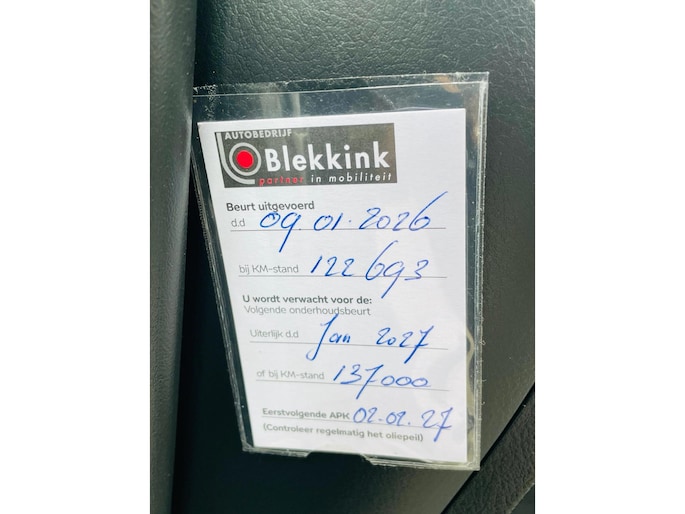 AUTOBEDRIJF
Blekkink
partner in mobiliteit
Beurt uitgevoerd
d.d 09.01.2026
bij KM-stand 122693
U wordt verwacht voor de:
Volgende onderhoudsbeurt
Uiterlijk d.d Jan 2027
of bij KM-stand 137000
Eerstvolgende APK 02.02.27
(Controleer regelmatig het oliepeil)